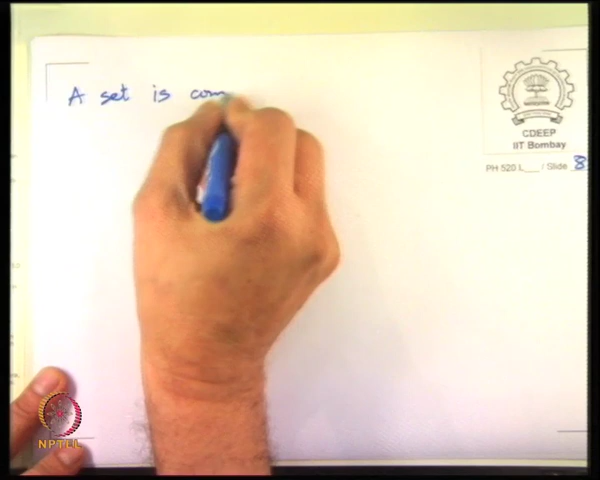 A set is com
CDEEP
IIT Bombay
PH 520 L___ / Slide 8
NPTEL